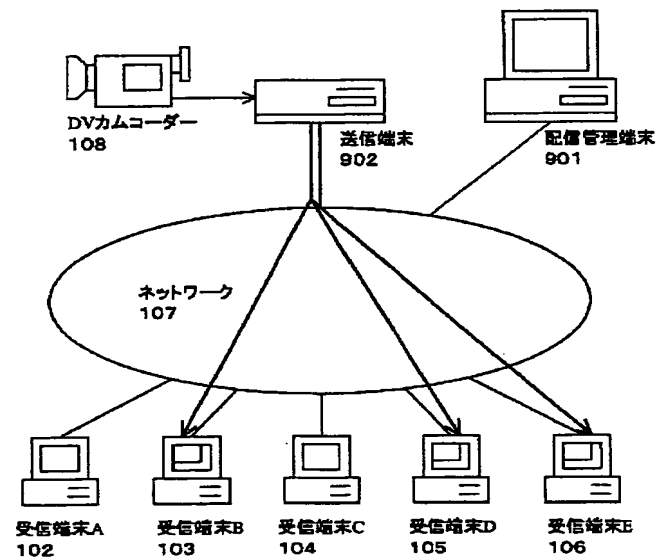 DVカムコーダー
108
送信端末
902
配信管理端末
901
ネットワーク
107
受信端末A
102
受信端末B
103
受信端末C
104
受信端末D
105
受信端末E
106